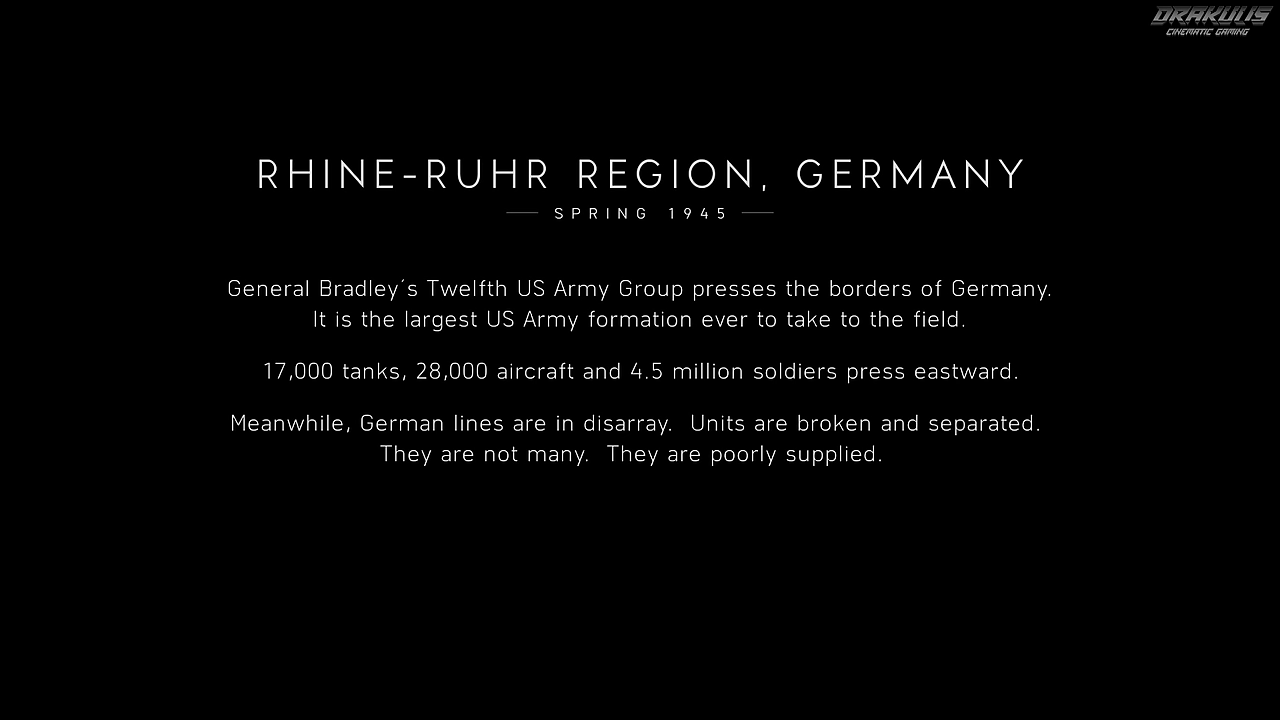 DRAKULIS
CINEMATIC GAMING
RHINE-RUHR REGION, GERMANY
SPRING 1945
General Bradley´s Twelfth US Army Group presses the borders of Germany.
It is the largest US Army formation ever to take to the field.
17,000 tanks, 28,000 aircraft and 4.5 million soldiers press eastward.
Meanwhile, German lines are in disarray.  Units are broken and separated.
They are not many.  They are poorly supplied.